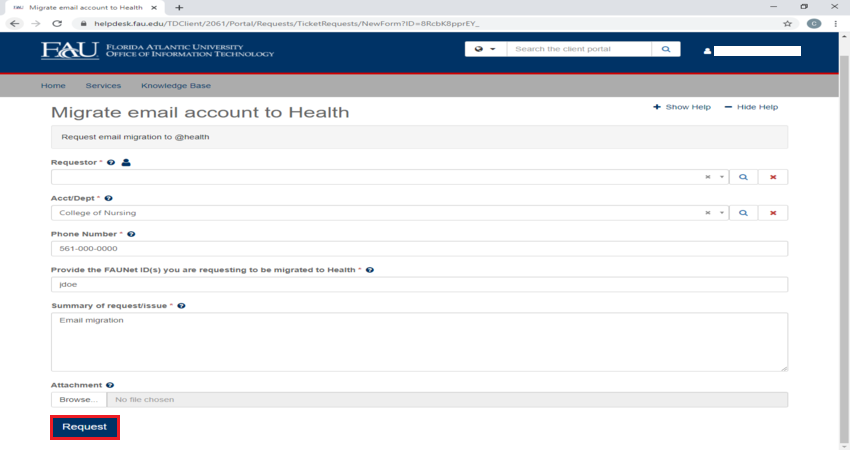 FAU Migrate email account to Health
helpdesk.fau.edu/TDClient/2061/Portal/Requests/TicketRequests/NewForm?ID=8RcbK8pprEY_
C
FAU
FLORIDA ATLANTIC UNIVERSITY
OFFICE OF INFORMATION TECHNOLOGY
Search the client portal
Home Services Knowledge Base
Migrate email account to Health
Show Help Hide Help
Request email migration to @health
Requestor *
Acct/Dept *
College of Nursing
Phone Number *
561-000-0000
Provide the FAUNet ID(s) you are requesting to be migrated to Health *
jdoe
Summary of request/issue *
Email migration
Attachment
Browse... No file chosen
Request